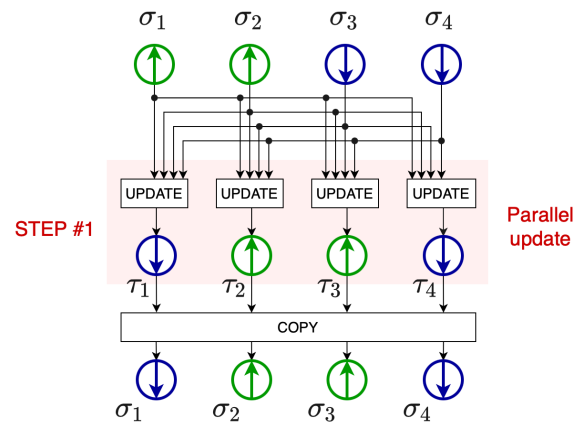 σ1 σ2 σ3 σ4
UPDATE UPDATE UPDATE UPDATE
STEP #1
Parallel
update
τ1 τ2 τ3 τ4
COPY
σ1 σ2 σ3 σ4